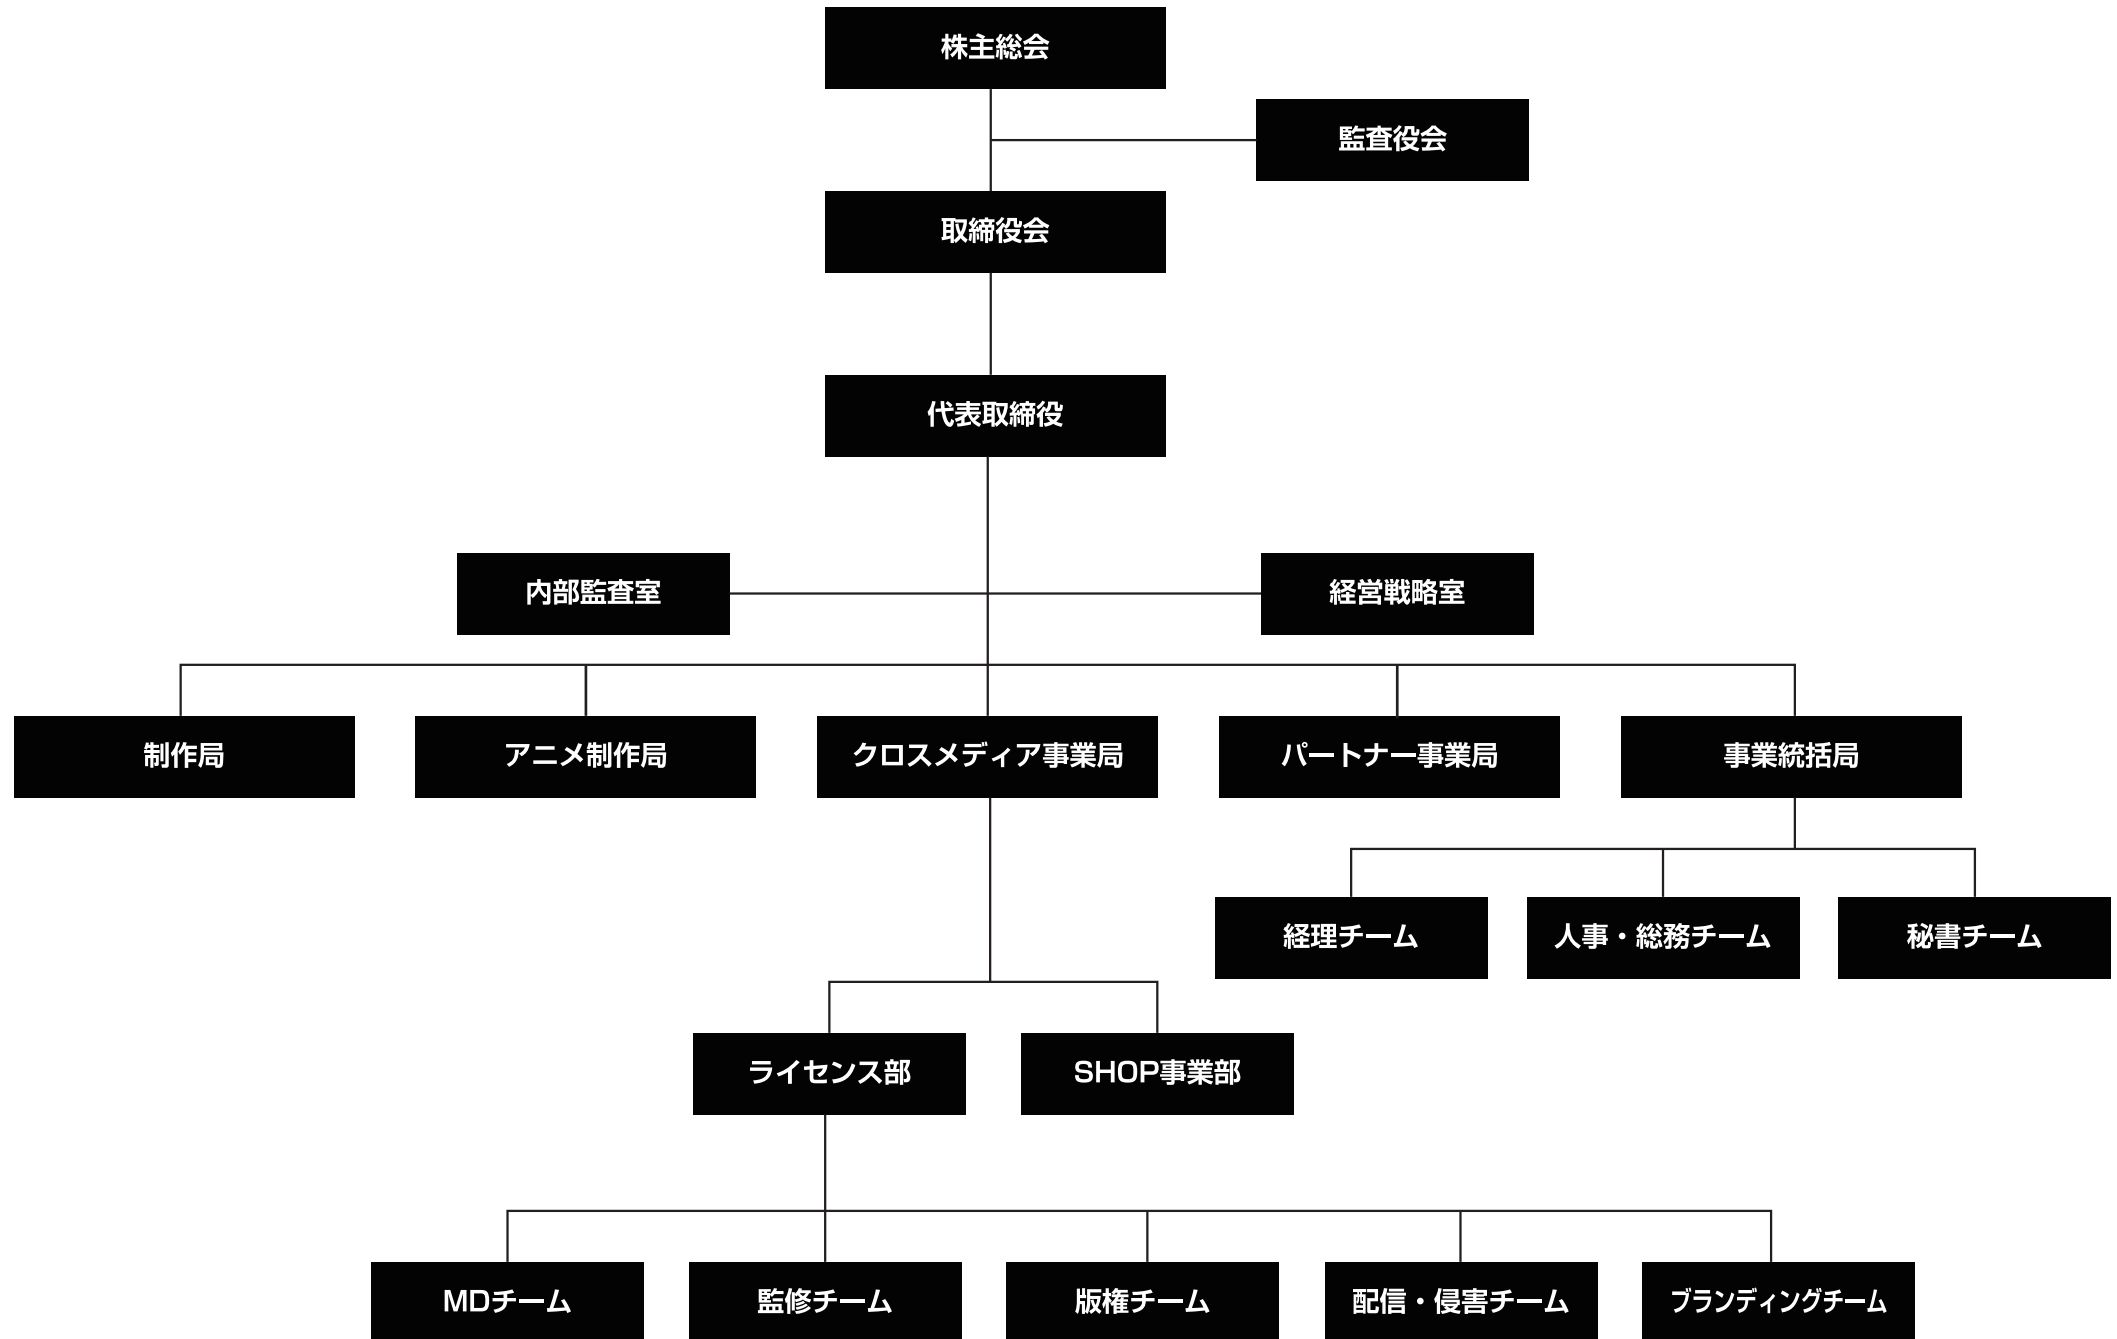 株主総会
監査役会
取締役会
代表取締役
内部監査室
経営戦略室
制作局
アニメ制作局
クロスメディア事業局
パートナー事業局
事業統括局
経理チーム
人事・総務チーム
秘書チーム
ライセンス部
SHOP事業部
MDチーム
監修チーム
版権チーム
配信・侵害チーム
ブランディングチーム